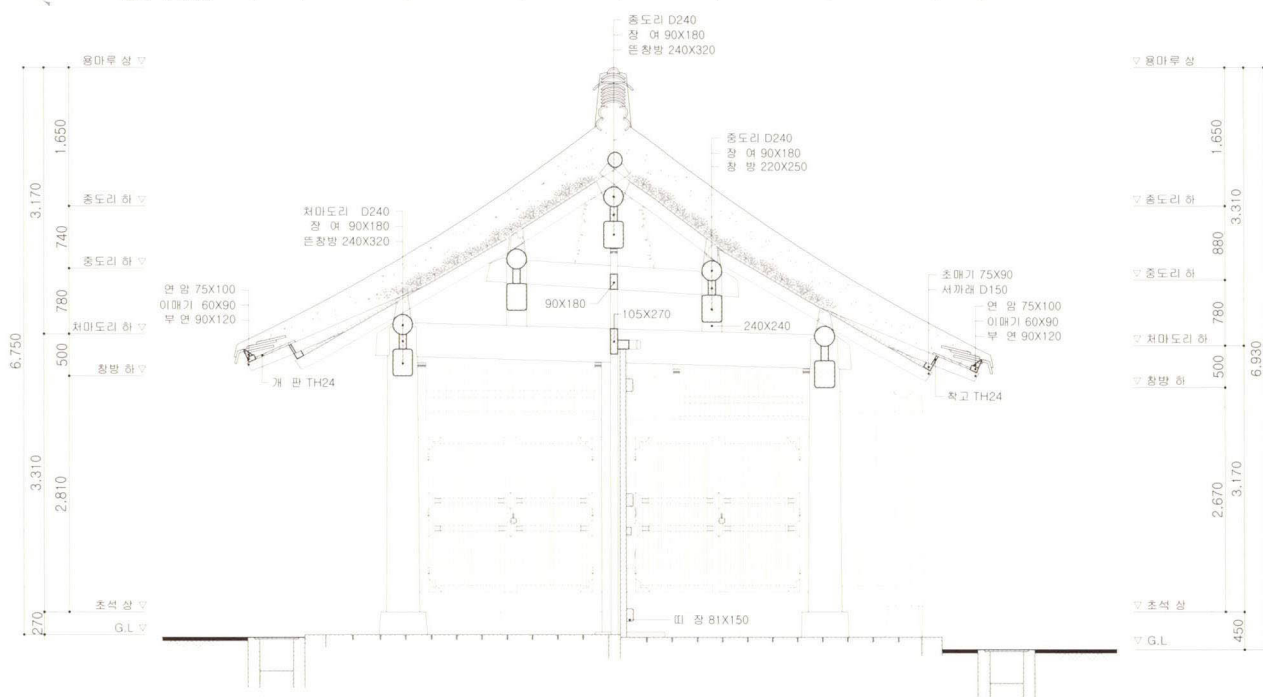 종도리 D240
장 여 90X180
뜬창방 240X320
용마루 상 ▽
▽ 용마루 상
중도리 D240
장 여 90X180
창 방 220X250
1.650
1.650
3.170
3.310
처마도리 D240
장 여 90X180
뜬창방 240X320
종도리 하 ▽
▽ 종도리 하
740
880
중도리 하 ▽
▽ 중도리 하
연 암 75X100
이매기 60X90
부 연 90X120
90X180
초매기 75X90
서까래 D150
연 암 75X100
이매기 60X90
부 연 90X120
780
780
105X270
240X240
처마도리 하 ▽
▽ 처마도리 하
6.750
6.930
500
500
창방 하 ▽
▽ 창방 하
개 판 TH24
착고 TH24
3.310
2.810
2.670
3.170
초석 상 ▽
▽ 초석 상
띠 장 81X150
270
450
G.L ▽
▽ G.L